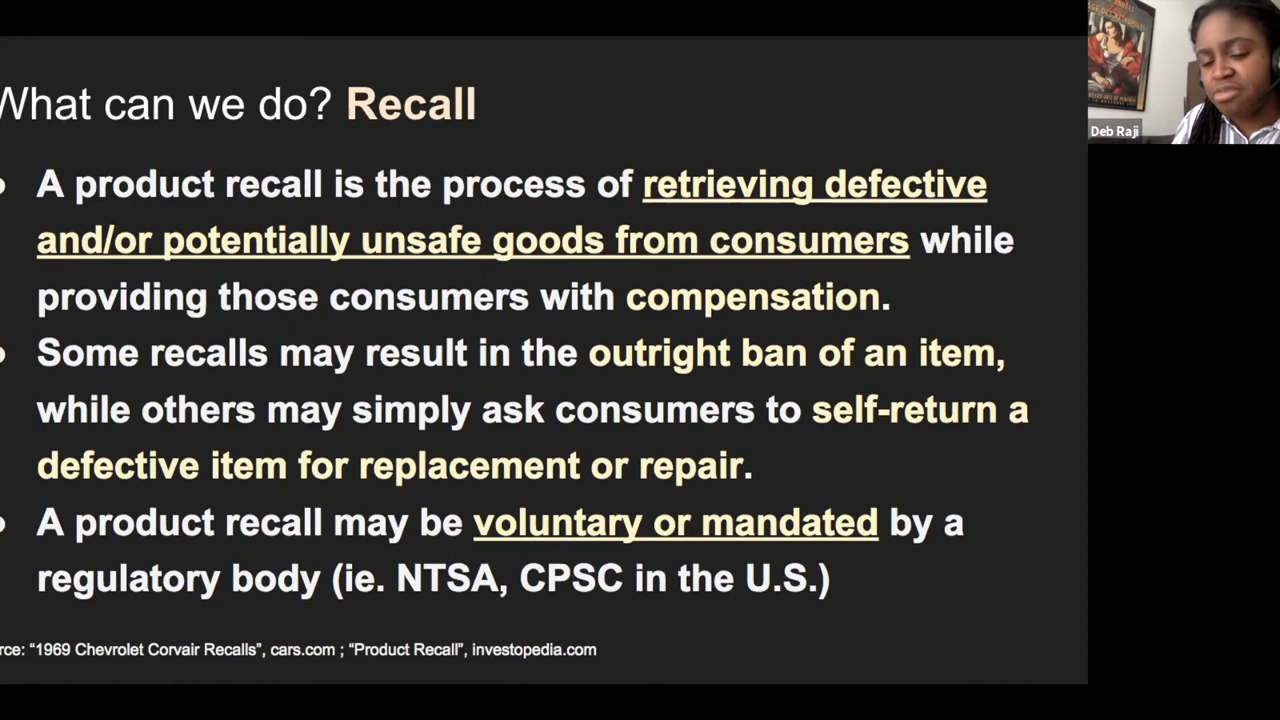 What can we do? Recall
A product recall is the process of retrieving defective
and/or potentially unsafe goods from consumers while
providing those consumers with compensation.
Some recalls may result in the outright ban of an item,
while others may simply ask consumers to self-return a
defective item for replacement or repair.
A product recall may be voluntary or mandated by a
regulatory body (ie. NTSA, CPSC in the U.S.)
rce: “1969 Chevrolet Corvair Recalls”, cars.com ; “Product Recall”, investopedia.com
Deb Raji